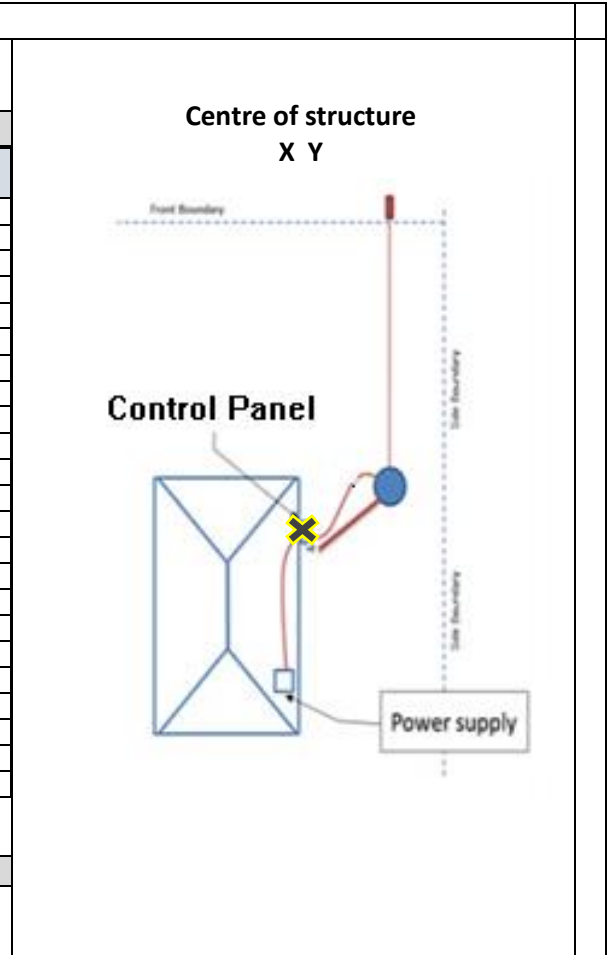 Centre of structure
X Y
Front Boundary
Side Boundary
Control Panel
Side Boundary
Power supply